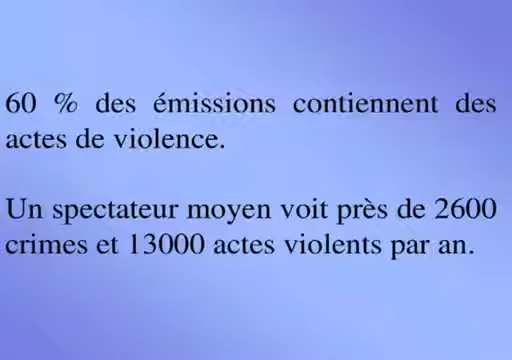 60 % des émissions contiennent des
actes de violence.
Un spectateur moyen voit près de 2600
crimes et 13000 actes violents par an.